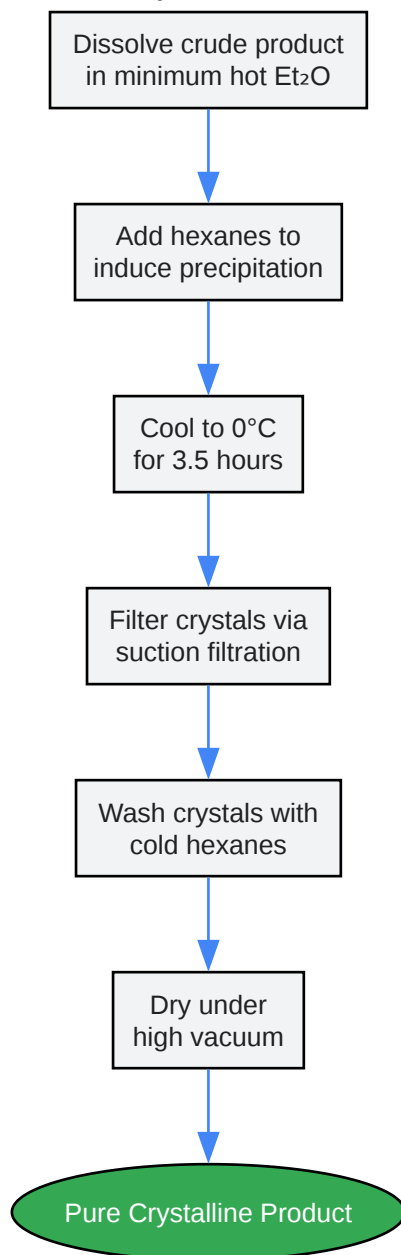 Dissolve crude product
in minimum hot Et₂O
Add hexanes to
induce precipitation
Cool to 0°C
for 3.5 hours
Filter crystals via
suction filtration
Wash crystals with
cold hexanes
Dry under
high vacuum
Pure Crystalline Product